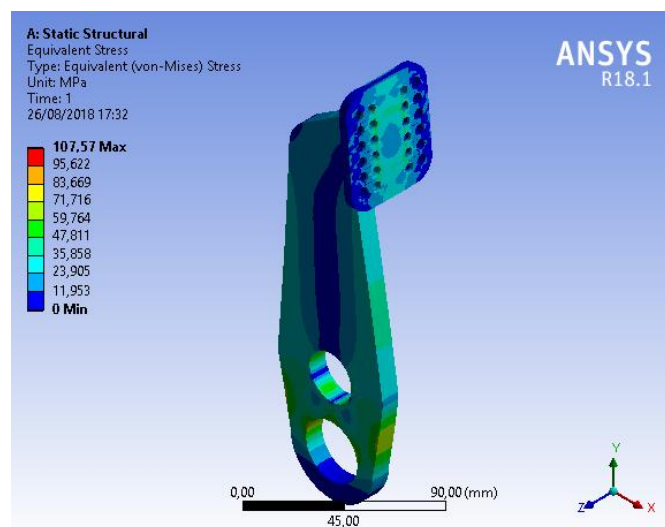 A: Static Structural
Equivalent Stress
Type: Equivalent (von-Mises) Stress
Unit: MPa
Time: 1
26/08/2018 17:32
107,57 Max
95,622
83,669
71,716
59,764
47,811
35,858
23,905
11,953
0 Min
ANSYS
R18.1
0,00
90,00 (mm)
45,00
Y
Z
X